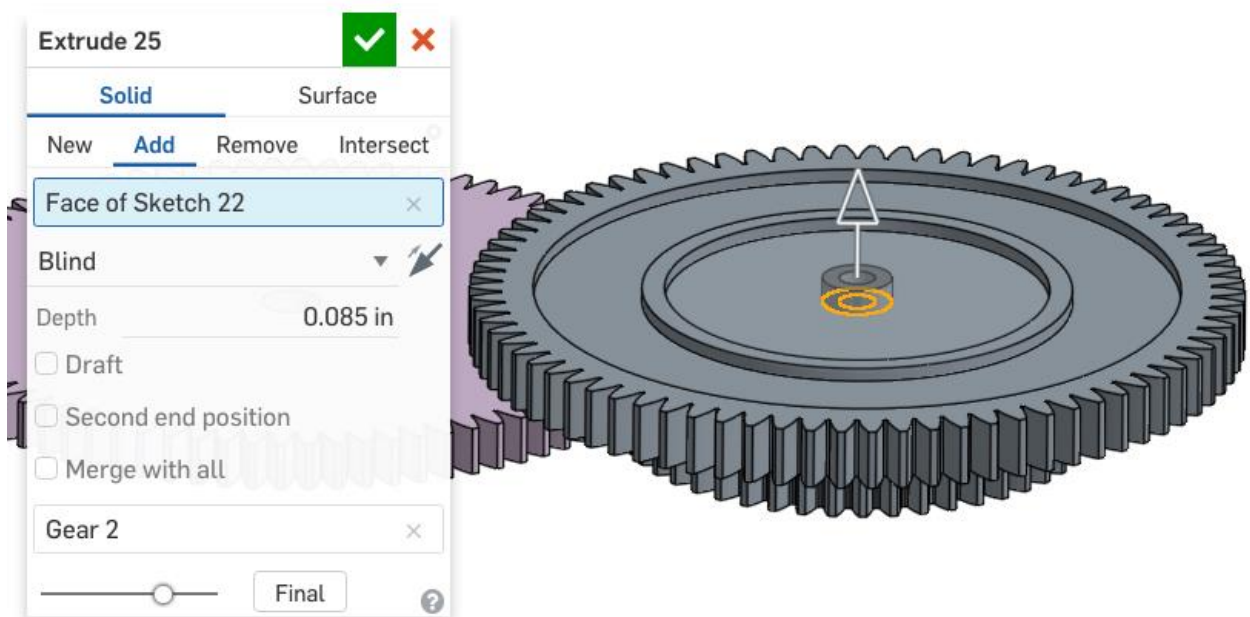 Extrude 25
Solid Surface
New Add Remove Intersect
Face of Sketch 22
Blind
Depth 0.085 in
Draft
Second end position
Merge with all
Gear 2
Final
?